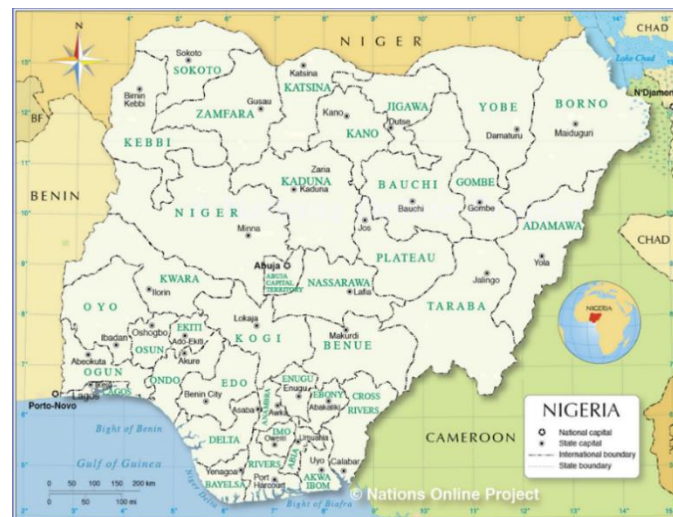 N
NIGER
CHAD
Lake Chad
N'Djamena
Sokoto
SOKOTO
Katsina
KATSINA
Birnin
Kebbi
ZAMFARA
Gusau
Kano
KANO
JIGAWA
Dutse
YOBE
BORNO
Damaturu
Maiduguri
BF
KEBBI
BENIN
NIGER
Minna
Zaria
KADUNA
Kaduna
BAUCHI
Bauchi
GOMBE
Gombe
Jos
ADAMAWA
Yola
CHAD
PLATEAU
Abuja
ABUJA
CAPITAL
TERRITORY
NASSARAWA
Lafia
Jalingo
TARABA
KWARA
Ilorin
OYO
Ibadan
Oshogbo
OSUN
EKITI
Ado-Ekiti
Akure
Lokaja
KOGI
Makurdi
BENUE
NIGERIA
Abeokuta
OGUN
Lagos
LAGOS
Porto-Novo
ONDO
EDO
Benin City
Asaba
ANAMBRA
Awka
ENUGU
Enugu
EBONY
Abakaliki
CROSS
RIVERS
Bight of Benin
Gulf of Guinea
DELTA
IMO
Owerri
Umuahia
ABIA
Yenagoa
BAYELSA
RIVERS
Port
Harcourt
Uyo
AKWA
IBOM
Calabar
Niger Delta
Bight of Biafra
CAMEROON
NIGERIA
National capital
State capital
International boundary
State boundary
0 50 100 150 200 km
0 100 mi
© Nations Online Project